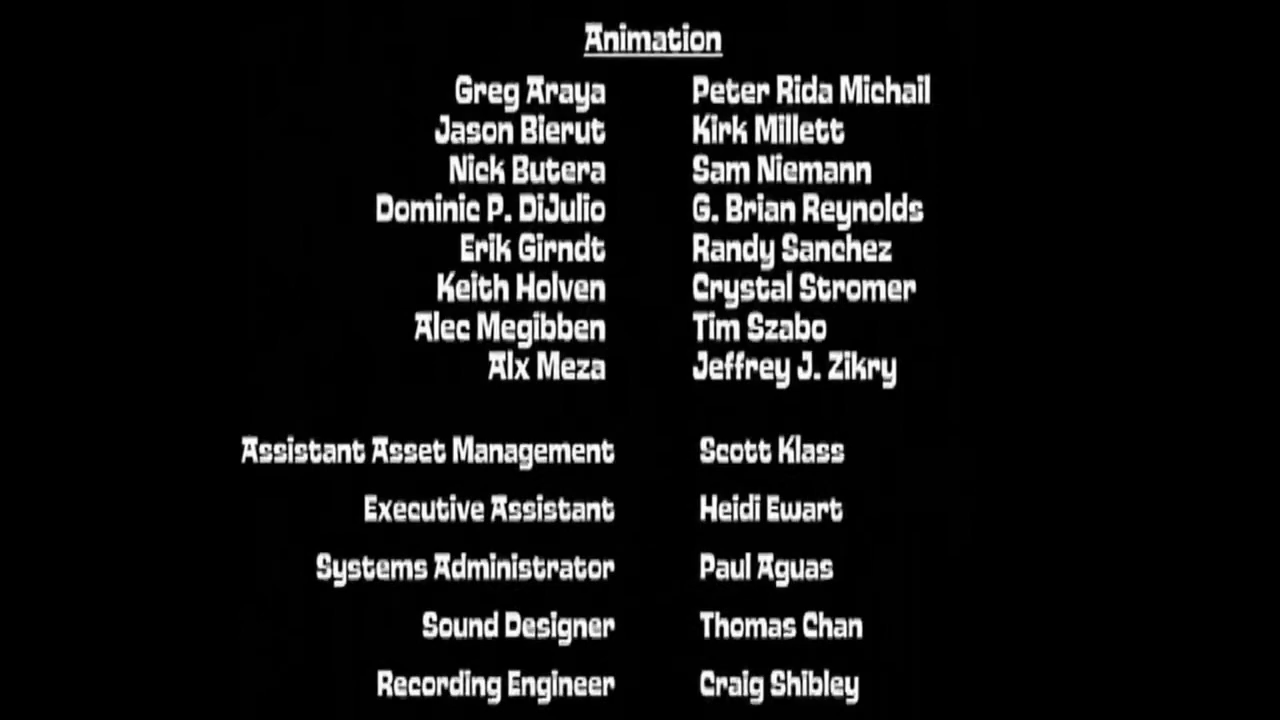 Animation
Greg Araya Peter Rida Michail
Jason Bierut Kirk Millett
Nick Butera Sam Niemann
Dominic P. DiJulio G. Brian Reynolds
Erik Girndt Randy Sanchez
Keith Holven Crystal Stromer
Alec Megibben Tim Szabo
Alx Meza Jeffrey J. Zikry
Assistant Asset Management Scott Klass
Executive Assistant Heidi Ewart
Systems Administrator Paul Aguas
Sound Designer Thomas Chan
Recording Engineer Craig Shibley